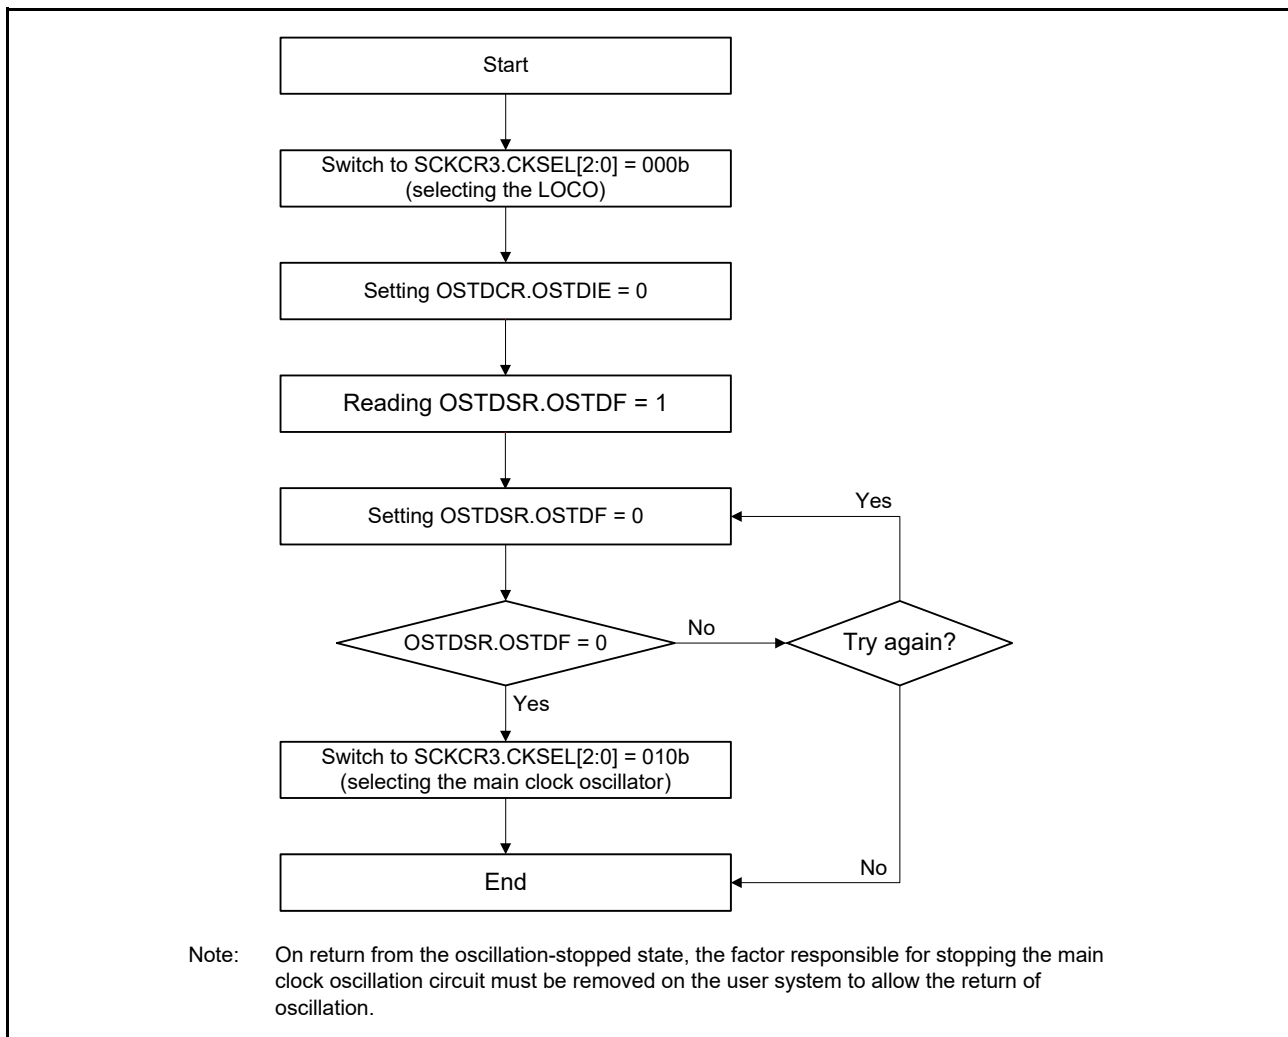 Start
Switch to SCKCR3.CKSEL[2:0] = 000b
(selecting the LOCO)
Setting OSTDCR.OSTDIE = 0
Reading OSTDSR.OSTDF = 1
Setting OSTDSR.OSTDF = 0
Yes
OSTDSR.OSTDF = 0
No
Try again?
Yes
Switch to SCKCR3.CKSEL[2:0] = 010b
(selecting the main clock oscillator)
No
End
Note: On return from the oscillation-stopped state, the factor responsible for stopping the main
clock oscillation circuit must be removed on the user system to allow the return of
oscillation.